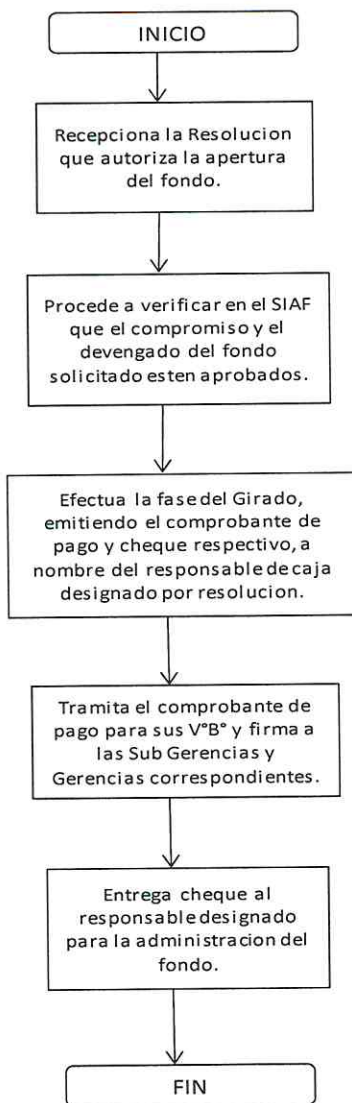 INICIO
Recepciona la Resolucion
que autoriza la apertura
del fondo.
Procede a verificar en el SIAF
que el compromiso y el
devengado del fondo
solicitado esten aprobados.
Efectua la fase del Girado,
emitiendo el comprobante de
pago y cheque respectivo, a
nombre del responsable de caja
designado por resolucion.
Tramita el comprobante de
pago para sus V°B° y firma a
las Sub Gerencias y
Gerencias correspondientes.
Entrega cheque al
responsable designado
para la administracion del
fondo.
FIN